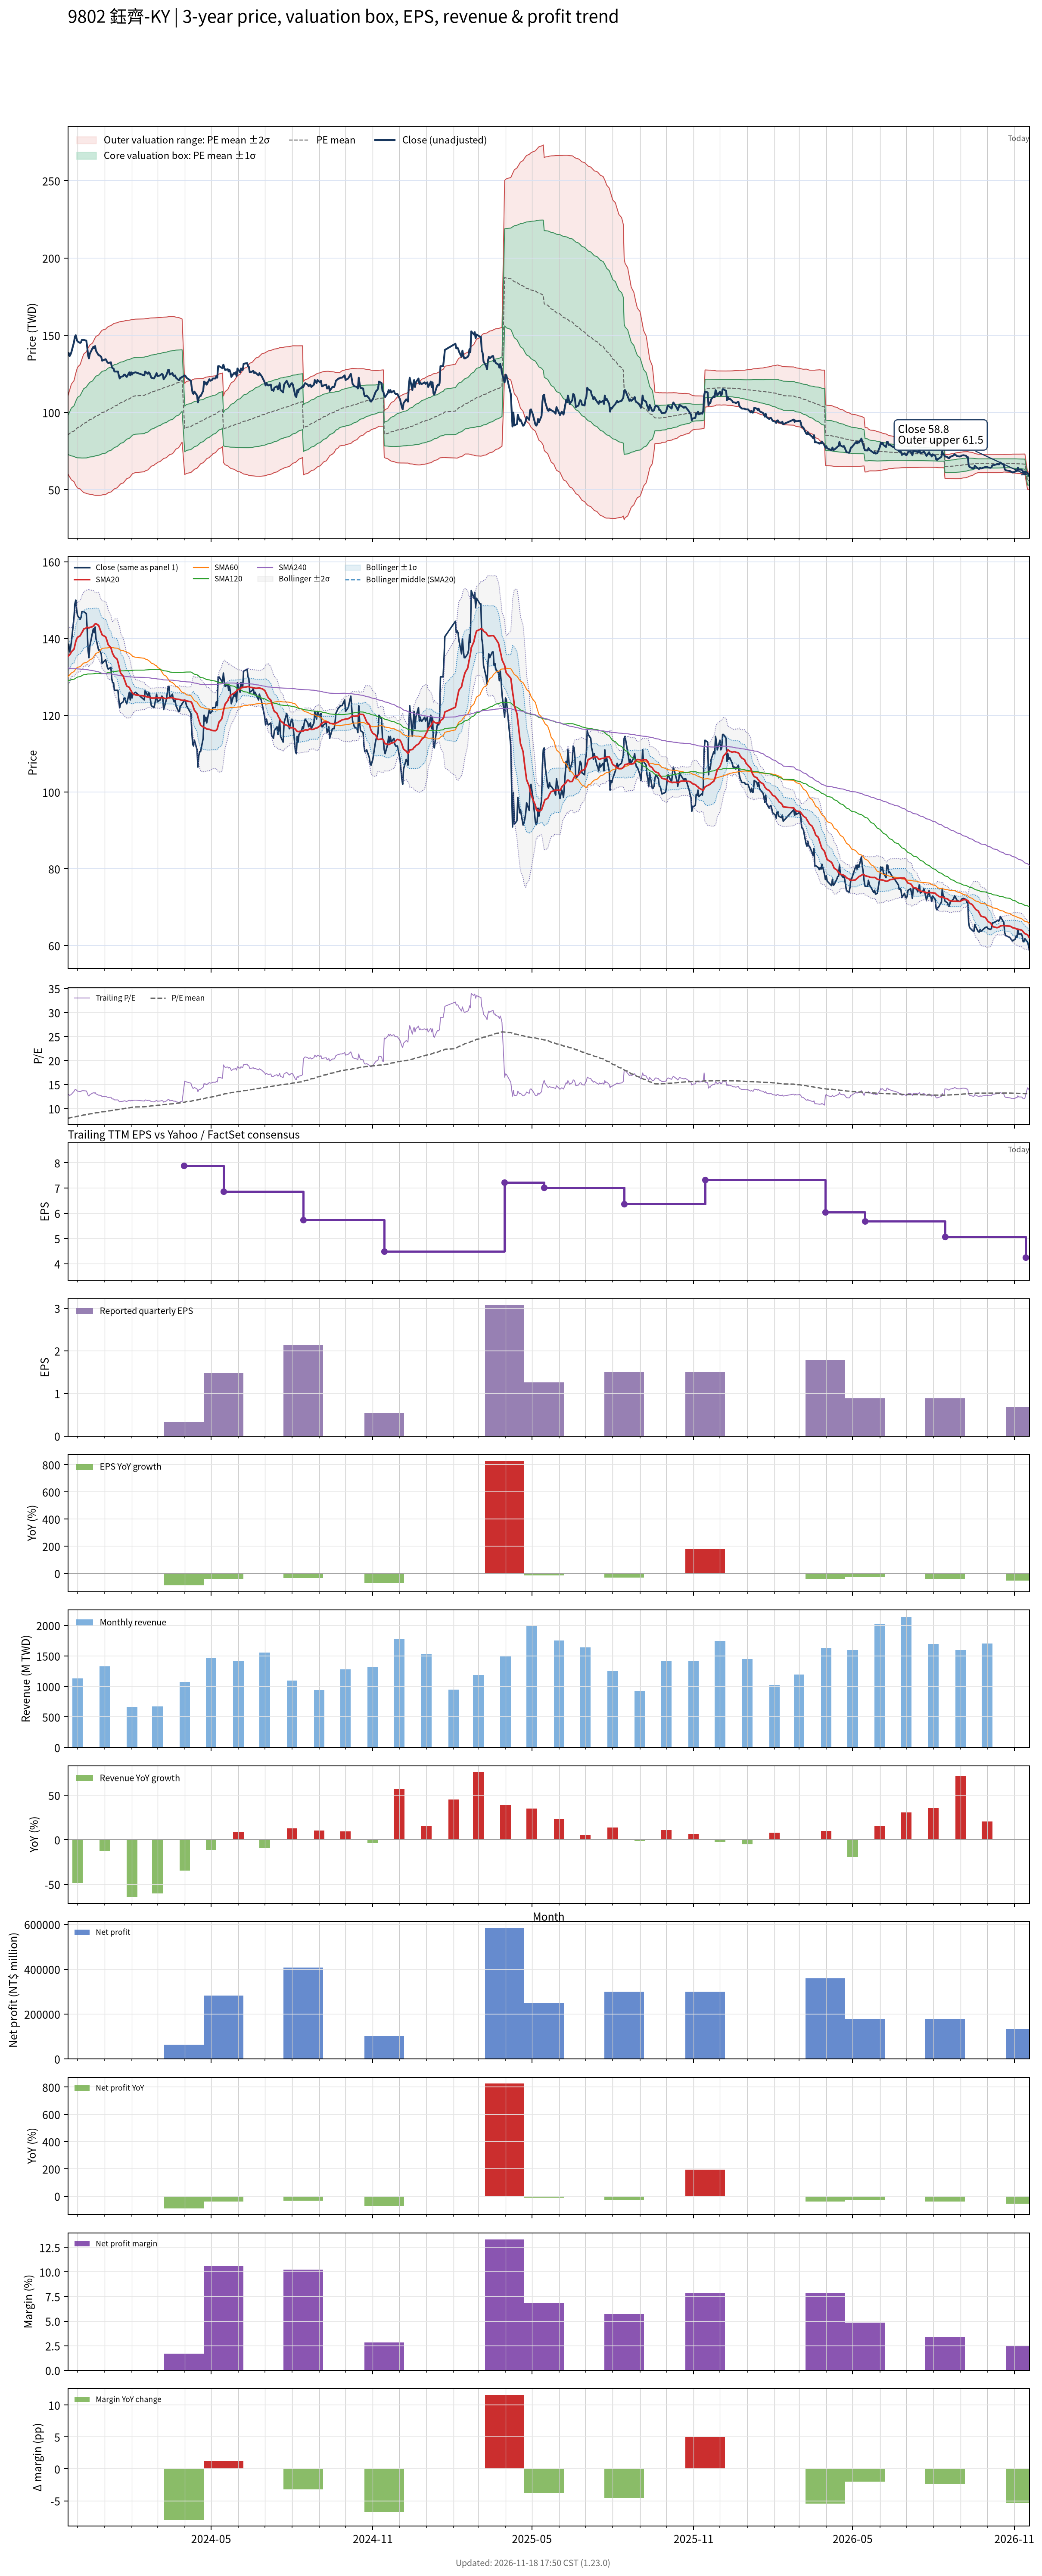 9802 鈺齊-KY | 3-year price, valuation box, EPS, revenue & profit trend
Outer valuation range: PE mean ±2σ
PE mean
Close (unadjusted)
Core valuation box: PE mean ±1σ
Today
250
200
150
100
50
Price (TWD)
Close 58.8
Outer upper 61.5
Close (same as panel 1)
SMA60
SMA240
Bollinger ±1σ
SMA20
SMA120
Bollinger ±2σ
Bollinger middle (SMA20)
160
140
120
100
80
60
Price
Trailing P/E
P/E mean
35
30
25
20
15
10
P/E
Trailing TTM EPS vs Yahoo / FactSet consensus
Today
8
7
6
5
4
EPS
Reported quarterly EPS
3
2
1
0
EPS
EPS YoY growth
800
600
400
200
0
YoY (%)
Monthly revenue
2000
1500
1000
500
0
Revenue (M TWD)
Revenue YoY growth
50
0
-50
YoY (%)
Month
Net profit
600000
400000
200000
0
Net profit (NT$ million)
Net profit YoY
800
600
400
200
0
YoY (%)
Net profit margin
12.5
10.0
7.5
5.0
2.5
0.0
Margin (%)
Margin YoY change
10
5
0
-5
Δ margin (pp)
2024-05
2024-11
2025-05
2025-11
2026-05
2026-11
Updated: 2026-11-18 17:50 CST (1.23.0)